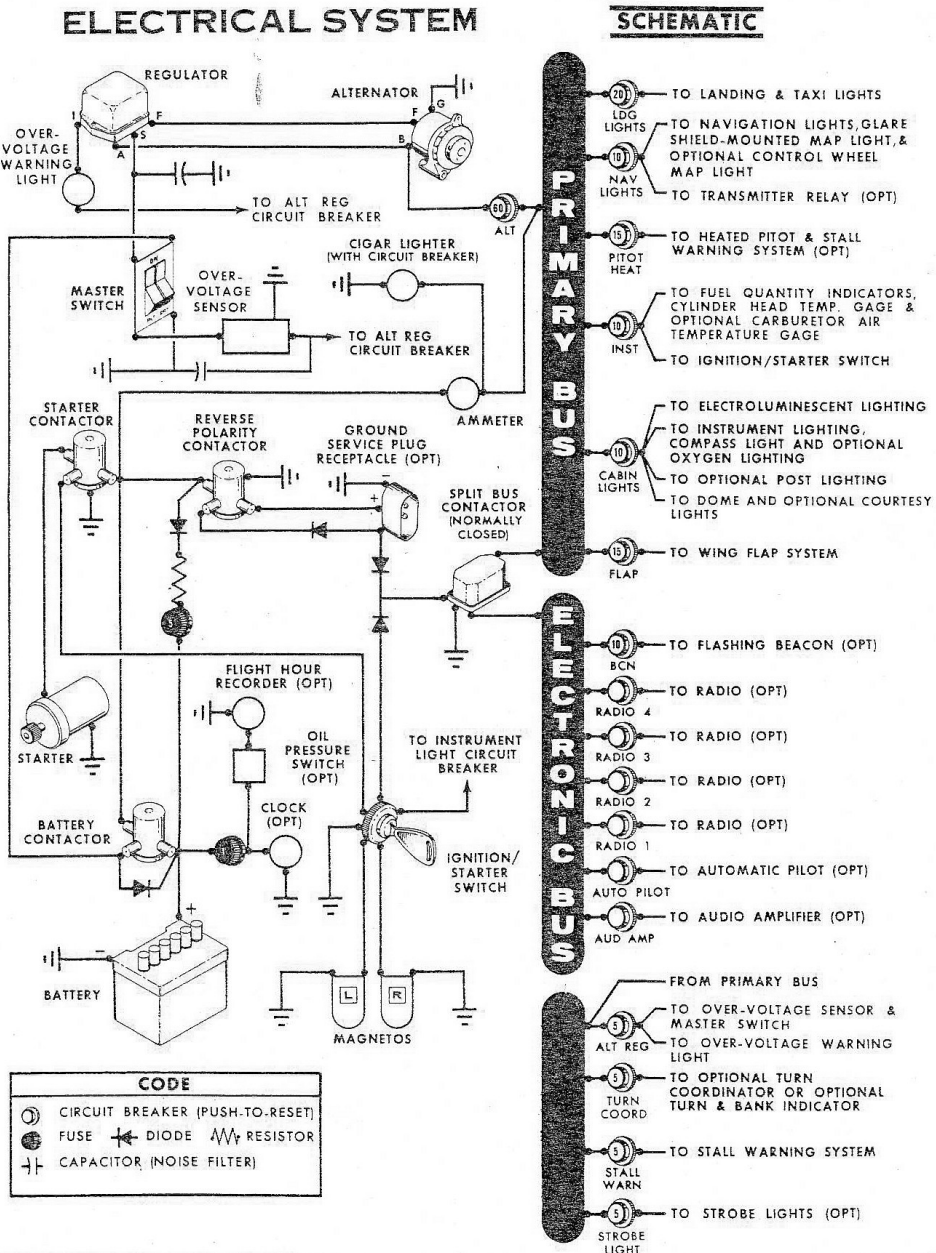 ELECTRICAL SYSTEM
SCHEMATIC
REGULATOR
I
F
S
A
OVER-
VOLTAGE
WARNING
LIGHT
TO ALT REG
CIRCUIT BREAKER
ALTERNATOR
F
G
B
60
ALT
CIGAR LIGHTER
(WITH CIRCUIT BREAKER)
MASTER
SWITCH
ON
OVER-
VOLTAGE
SENSOR
TO ALT REG
CIRCUIT BREAKER
AMMETER
STARTER
CONTACTOR
REVERSE
POLARITY
CONTACTOR
GROUND
SERVICE PLUG
RECEPTACLE (OPT)
-
+
SPLIT BUS
CONTACTOR
(NORMALLY
CLOSED)
STARTER
FLIGHT HOUR
RECORDER (OPT)
OIL
PRESSURE
SWITCH
(OPT)
CLOCK
(OPT)
TO INSTRUMENT
LIGHT CIRCUIT
BREAKER
IGNITION/
STARTER
SWITCH
BATTERY
CONTACTOR
+
-
BATTERY
L
R
MAGNETOS
CODE
CIRCUIT BREAKER (PUSH-TO-RESET)
FUSE DIODE RESISTOR
CAPACITOR (NOISE FILTER)
PRIMARY BUS
20
LDG
LIGHTS
TO LANDING & TAXI LIGHTS
10
NAV
LIGHTS
TO NAVIGATION LIGHTS, GLARE
SHIELD-MOUNTED MAP LIGHT, &
OPTIONAL CONTROL WHEEL
MAP LIGHT
TO TRANSMITTER RELAY (OPT)
15
PITOT
HEAT
TO HEATED PITOT & STALL
WARNING SYSTEM (OPT)
10
INST
TO FUEL QUANTITY INDICATORS,
CYLINDER HEAD TEMP. GAGE &
OPTIONAL CARBURETOR AIR
TEMPERATURE GAGE
TO IGNITION/STARTER SWITCH
10
CABIN
LIGHTS
TO ELECTROLUMINESCENT LIGHTING
TO INSTRUMENT LIGHTING,
COMPASS LIGHT AND OPTIONAL
OXYGEN LIGHTING
TO OPTIONAL POST LIGHTING
TO DOME AND OPTIONAL COURTESY
LIGHTS
15
FLAP
TO WING FLAP SYSTEM
ELECTRONIC BUS
10
BCN
TO FLASHING BEACON (OPT)
RADIO 4
TO RADIO (OPT)
RADIO 3
TO RADIO (OPT)
RADIO 2
TO RADIO (OPT)
RADIO 1
TO RADIO (OPT)
AUTO PILOT
TO AUTOMATIC PILOT (OPT)
AUD AMP
TO AUDIO AMPLIFIER (OPT)
FROM PRIMARY BUS
5
ALT REG
TO OVER-VOLTAGE SENSOR &
MASTER SWITCH
TO OVER-VOLTAGE WARNING
LIGHT
5
TURN
COORD
TO OPTIONAL TURN
COORDINATOR OR OPTIONAL
TURN & BANK INDICATOR
5
STALL
WARN
TO STALL WARNING SYSTEM
5
STROBE
LIGHT
TO STROBE LIGHTS (OPT)